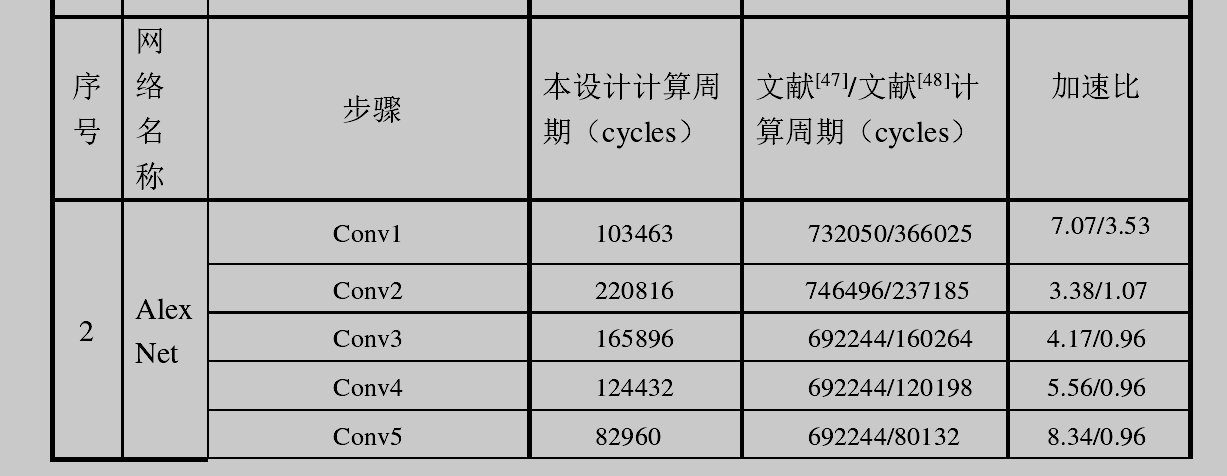 序号 网络名称 步骤 本设计计算周期（cycles） 文献[47]/文献[48]计算周期（cycles） 加速比
2 AlexNet Conv1 103463 732050/366025 7.07/3.53
Conv2 220816 746496/237185 3.38/1.07
Conv3 165896 692244/160264 4.17/0.96
Conv4 124432 692244/120198 5.56/0.96
Conv5 82960 692244/80132 8.34/0.96